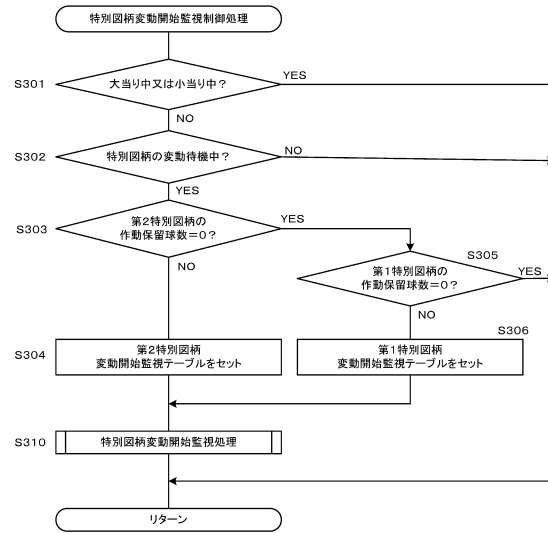 特別図柄変動開始監視制御処理
S301
大当り中又は小当り中？
YES
NO
S302
特別図柄の変動待機中？
NO
YES
S303
第2特別図柄の
作動保留球数＝0？
YES
NO
S305
第1特別図柄の
作動保留球数＝0？
YES
NO
S304
第2特別図柄
変動開始監視テーブルをセット
S306
第1特別図柄
変動開始監視テーブルをセット
S310
特別図柄変動開始監視処理
リターン